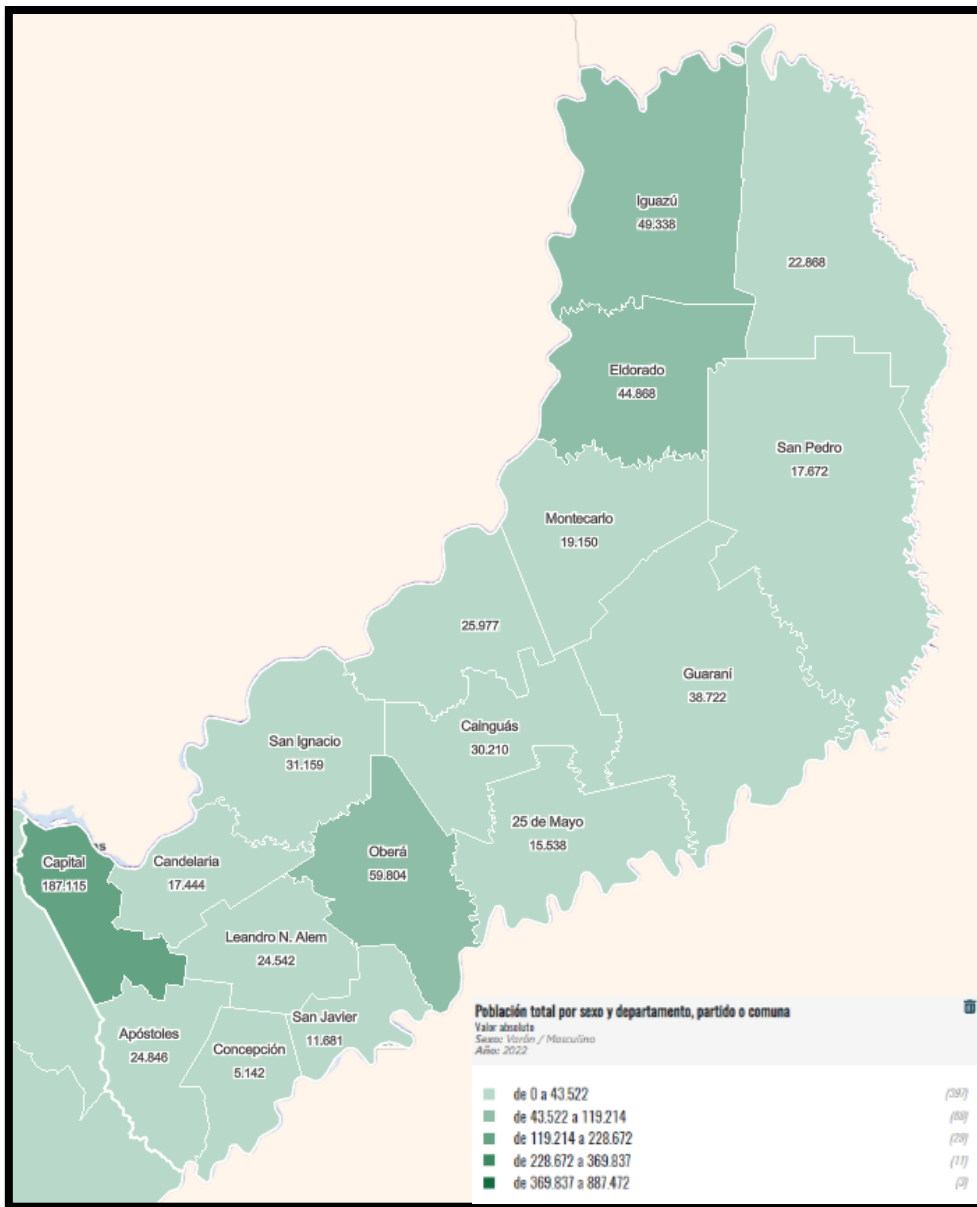 Iguazú
49.338
22.868
Eldorado
44.868
San Pedro
17.672
Montecarlo
19.150
25.977
Guaraní
38.722
Cainguás
30.210
San Ignacio
31.159
25 de Mayo
15.538
Oberá
59.804
es
Capital
187.115
Candelaria
17.444
Leandro N. Alem
24.542
San Javier
11.681
Apóstoles
24.846
Concepción
5.142
Población total por sexo y departamento, partido o comuna
Valor absoluto
Sexo: Varón / Masculino
Año: 2022
de 0 a 43.522 (397)
de 43.522 a 119.214 (88)
de 119.214 a 228.672
de 228.672 a 369.837 (11)
de 369.837 a 887.472 (3)